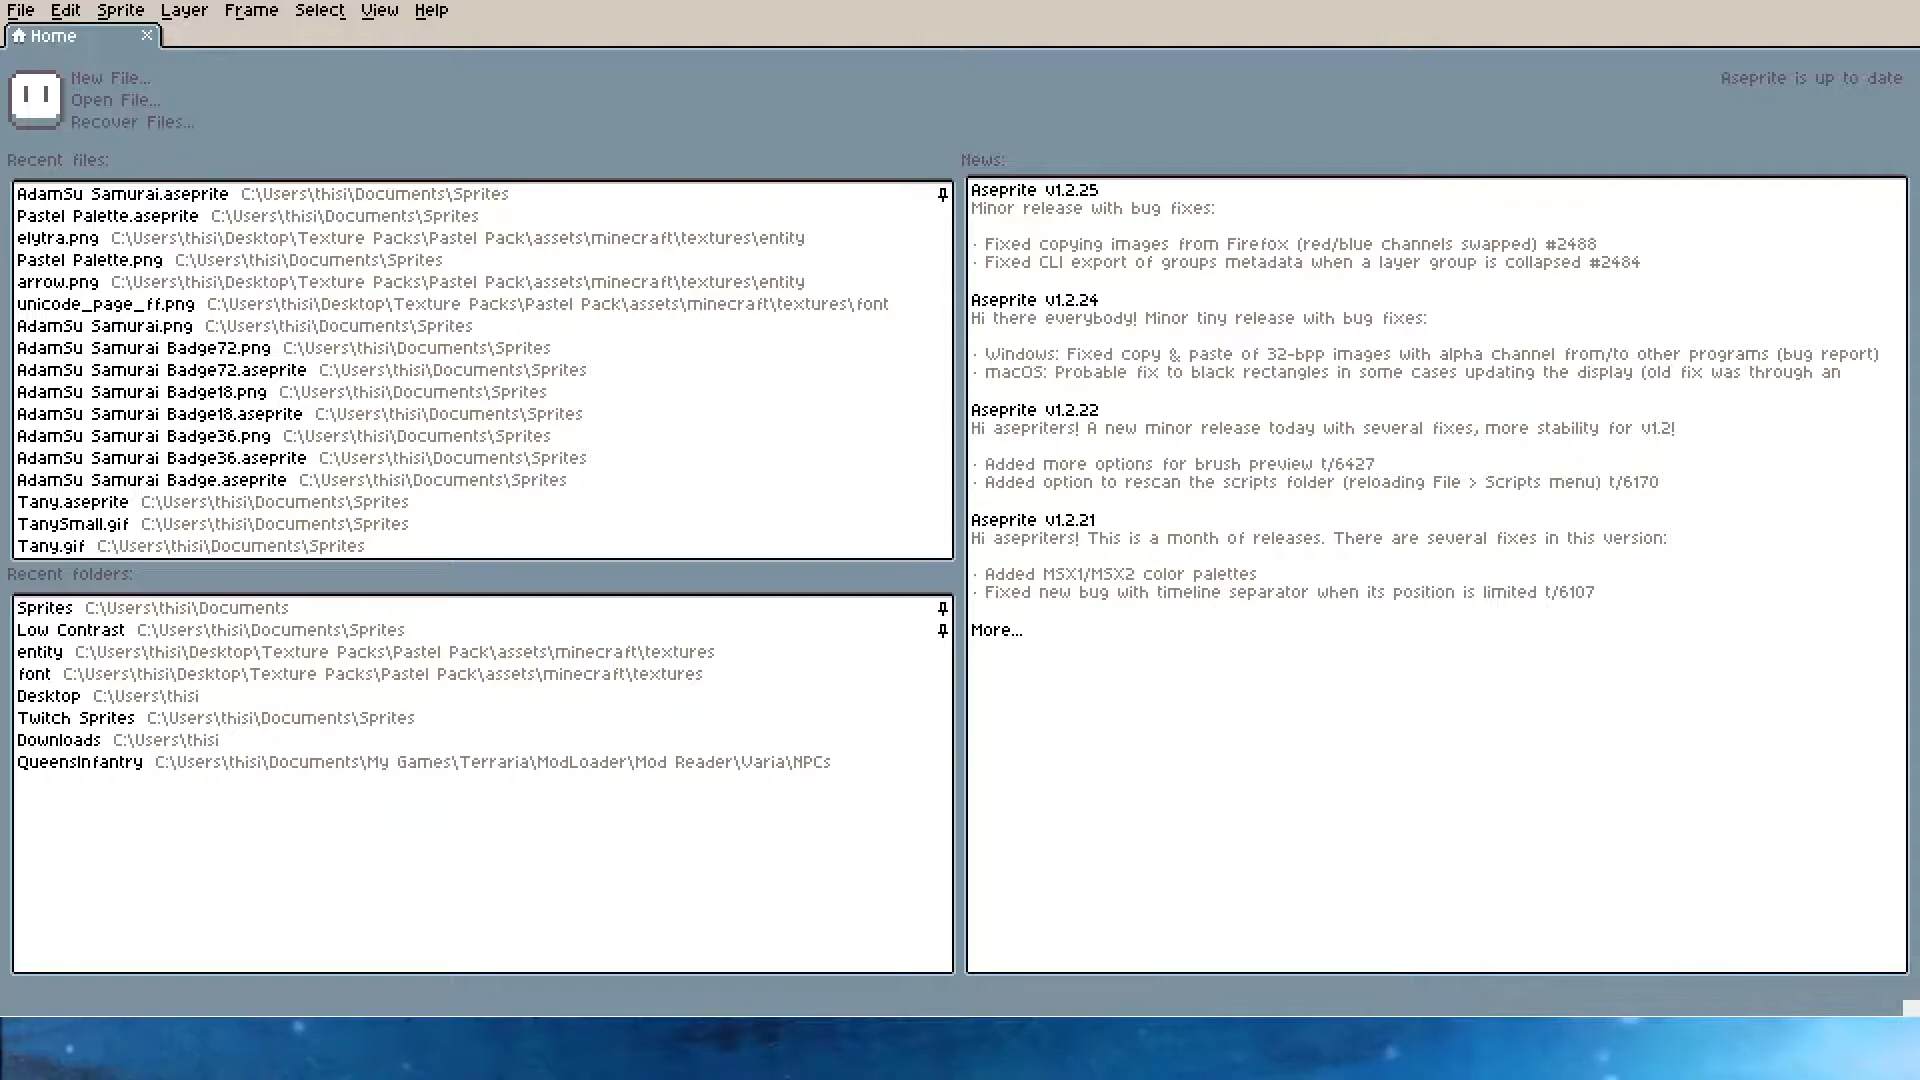 File Edit Sprite Layer Frame Select View Help
Home
New File...
Open File...
Recover Files...
Aseprite is up to date
Recent files:
AdamSu Samurai.aseprite C:\Users\thisi\Documents\Sprites
Pastel Palette.aseprite C:\Users\thisi\Documents\Sprites
elytra.png C:\Users\thisi\Desktop\Texture Packs\Pastel Pack\assets\minecraft\textures\entity
Pastel Palette.png C:\Users\thisi\Documents\Sprites
arrow.png C:\Users\thisi\Desktop\Texture Packs\Pastel Pack\assets\minecraft\textures\entity
unicode_page_ff.png C:\Users\thisi\Desktop\Texture Packs\Pastel Pack\assets\minecraft\textures\font
AdamSu Samurai.png C:\Users\thisi\Documents\Sprites
AdamSu Samurai Badge72.png C:\Users\thisi\Documents\Sprites
AdamSu Samurai Badge72.aseprite C:\Users\thisi\Documents\Sprites
AdamSu Samurai Badge18.png C:\Users\thisi\Documents\Sprites
AdamSu Samurai Badge18.aseprite C:\Users\thisi\Documents\Sprites
AdamSu Samurai Badge36.png C:\Users\thisi\Documents\Sprites
AdamSu Samurai Badge36.aseprite C:\Users\thisi\Documents\Sprites
AdamSu Samurai Badge.aseprite C:\Users\thisi\Documents\Sprites
Tany.aseprite C:\Users\thisi\Documents\Sprites
TanySmall.gif C:\Users\thisi\Documents\Sprites
Tany.gif C:\Users\thisi\Documents\Sprites
Recent folders:
Sprites C:\Users\thisi\Documents
Low Contrast C:\Users\thisi\Documents\Sprites
entity C:\Users\thisi\Desktop\Texture Packs\Pastel Pack\assets\minecraft\textures
font C:\Users\thisi\Desktop\Texture Packs\Pastel Pack\assets\minecraft\textures
Desktop C:\Users\thisi
Twitch Sprites C:\Users\thisi\Documents\Sprites
Downloads C:\Users\thisi
QueensInfantry C:\Users\thisi\Documents\My Games\Terraria\ModLoader\Mod Reader\Varia\NPCs
News:
Aseprite v1.2.25
Minor release with bug fixes:
· Fixed copying images from Firefox (red/blue channels swapped) #2488
· Fixed CLI export of groups metadata when a layer group is collapsed #2484
Aseprite v1.2.24
Hi there everybody! Minor tiny release with bug fixes:
· Windows: Fixed copy & paste of 32-bpp images with alpha channel from/to other programs (bug report)
· macOS: Probable fix to black rectangles in some cases updating the display (old fix was through an
Aseprite v1.2.22
Hi asepriters! A new minor release today with several fixes, more stability for v1.2!
· Added more options for brush preview t/6427
· Added option to rescan the scripts folder (reloading File > Scripts menu) t/6170
Aseprite v1.2.21
Hi asepriters! This is a month of releases. There are several fixes in this version:
· Added MSX1/MSX2 color palettes
· Fixed new bug with timeline separator when its position is limited t/6107
More...